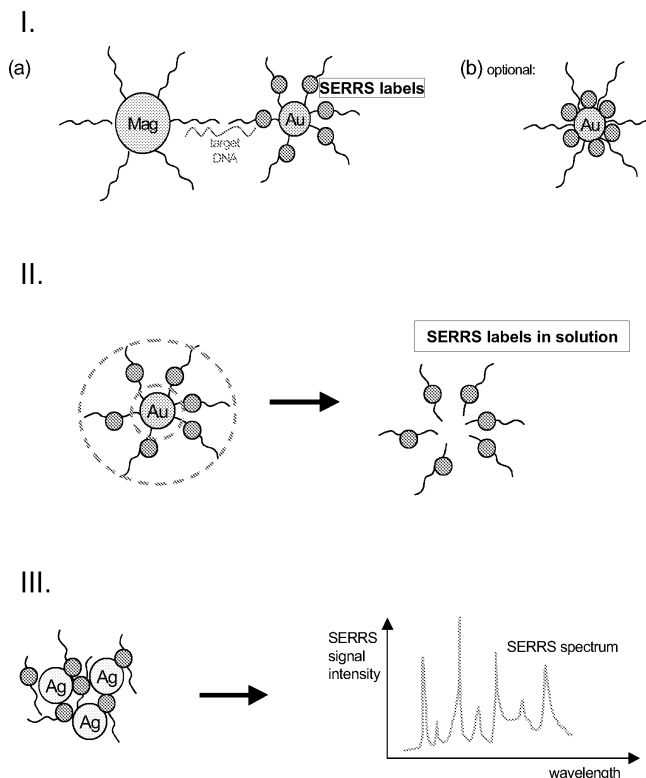 I.
(a)
Mag
target
DNA
Au
SERRS labels
(b) optional:
Au
II.
Au
SERRS labels in solution
III.
Ag
Ag
Ag
SERRS
signal
intensity
SERRS spectrum
wavelength